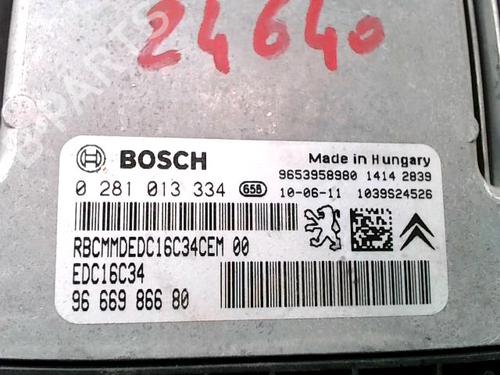 24640
B-PARTS
BOSCH
Made in Hungary
9653958980 1414 2839
0 281 013 334 658 10-06-11 1039S24526
RBCMMDEDC16C34CEM 00
EDC16C34
96 669 866 80